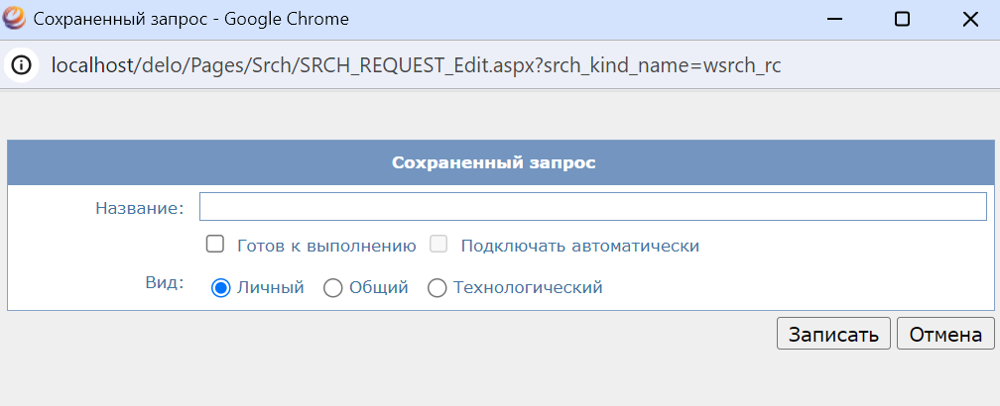 Сохраненный запрос - Google Chrome
localhost/delo/Pages/Srch/SRCH_REQUEST_Edit.aspx?srch_kind_name=wsrch_rc
Сохраненный запрос
Название:
Готов к выполнению Подключать автоматически
Вид: Личный Общий Технологический
Записать Отмена